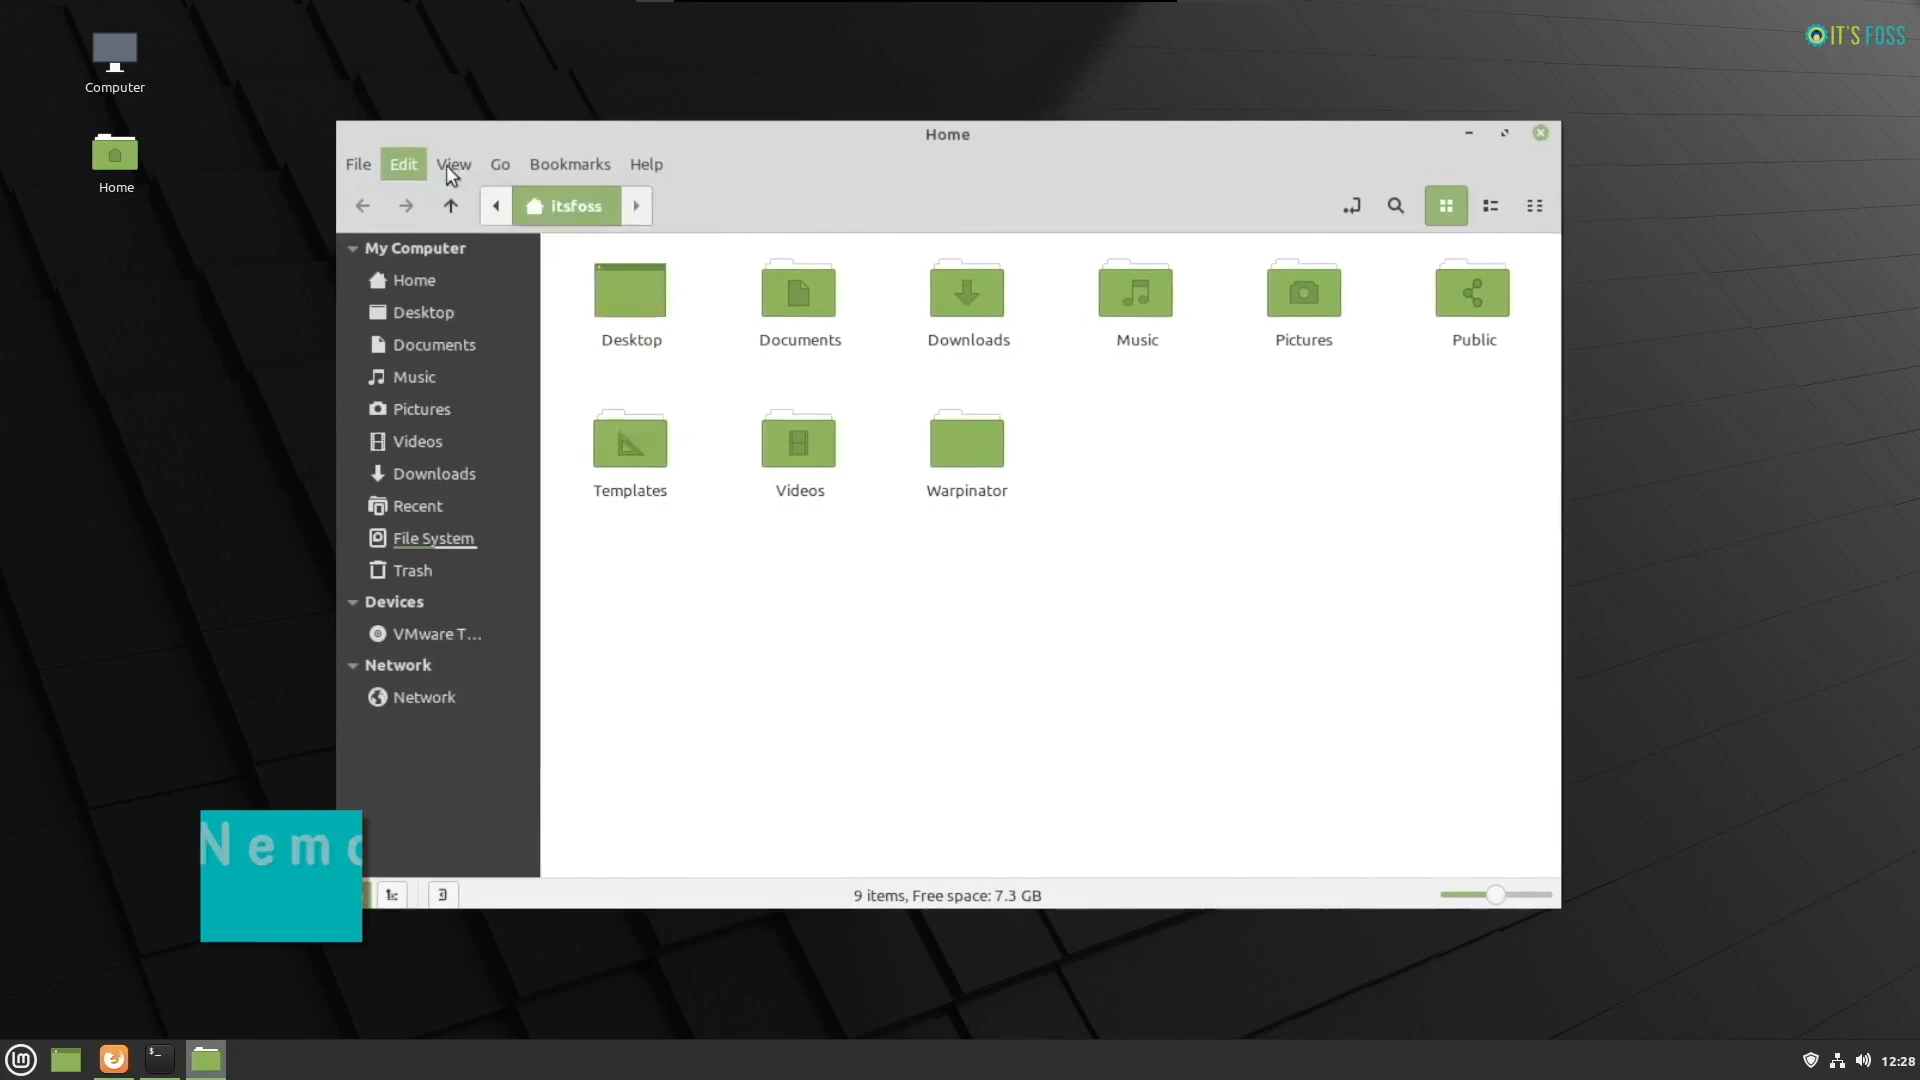 IT'S FOSS
Computer
Home
Home
File Edit View Go Bookmarks Help
itsfoss
My Computer
Home
Desktop
Documents
Music
Pictures
Videos
Downloads
Recent
File System
Trash
Devices
VMware T...
Network
Network
Desktop
Documents
Downloads
Music
Pictures
Public
Templates
Videos
Warpinator
Nem
9 items, Free space: 7.3 GB
lm
$_
12:28